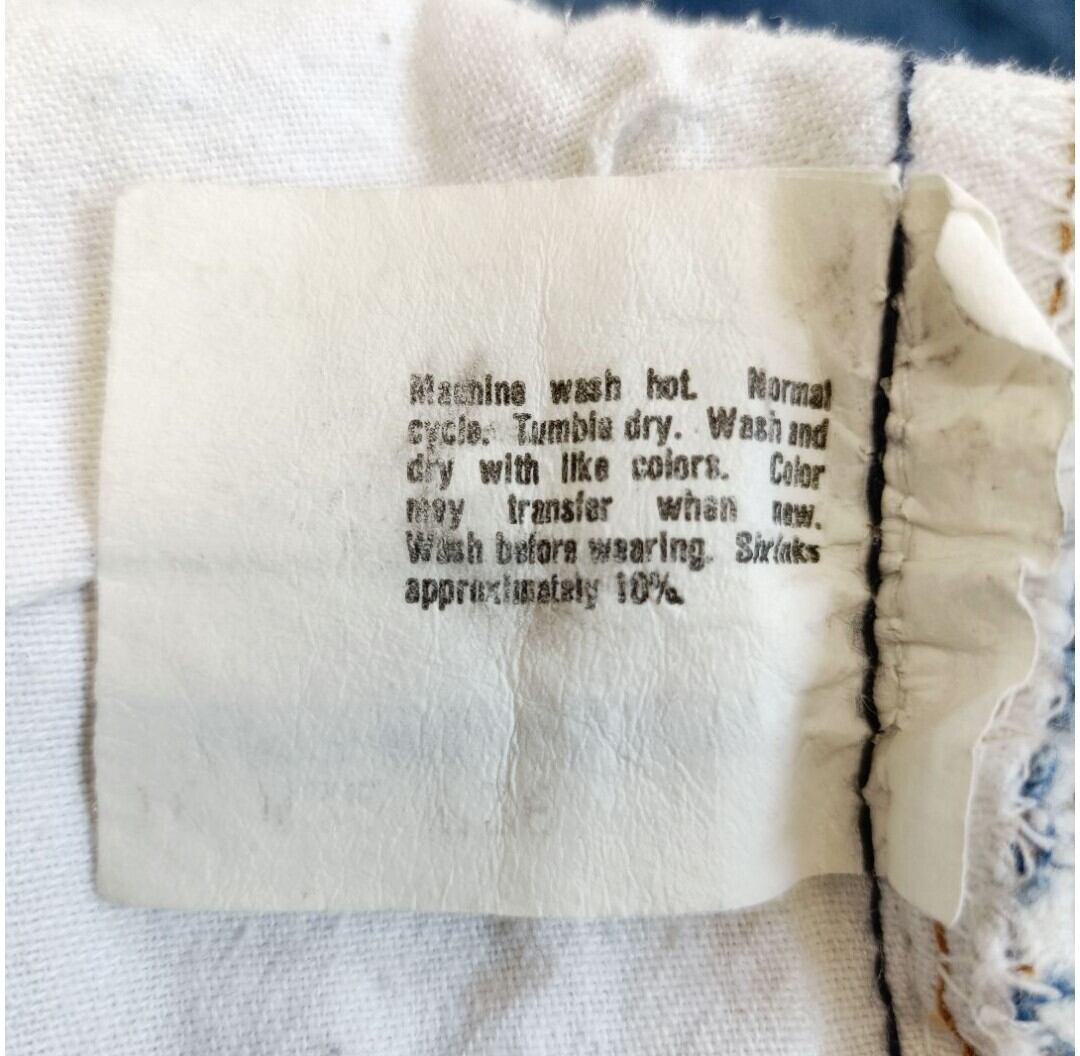 Machine wash hot. Normal
cycle. Tumble dry. Wash and
dry with like colors. Color
may transfer when new.
Wash before wearing. Shrinks
approximately 10%.